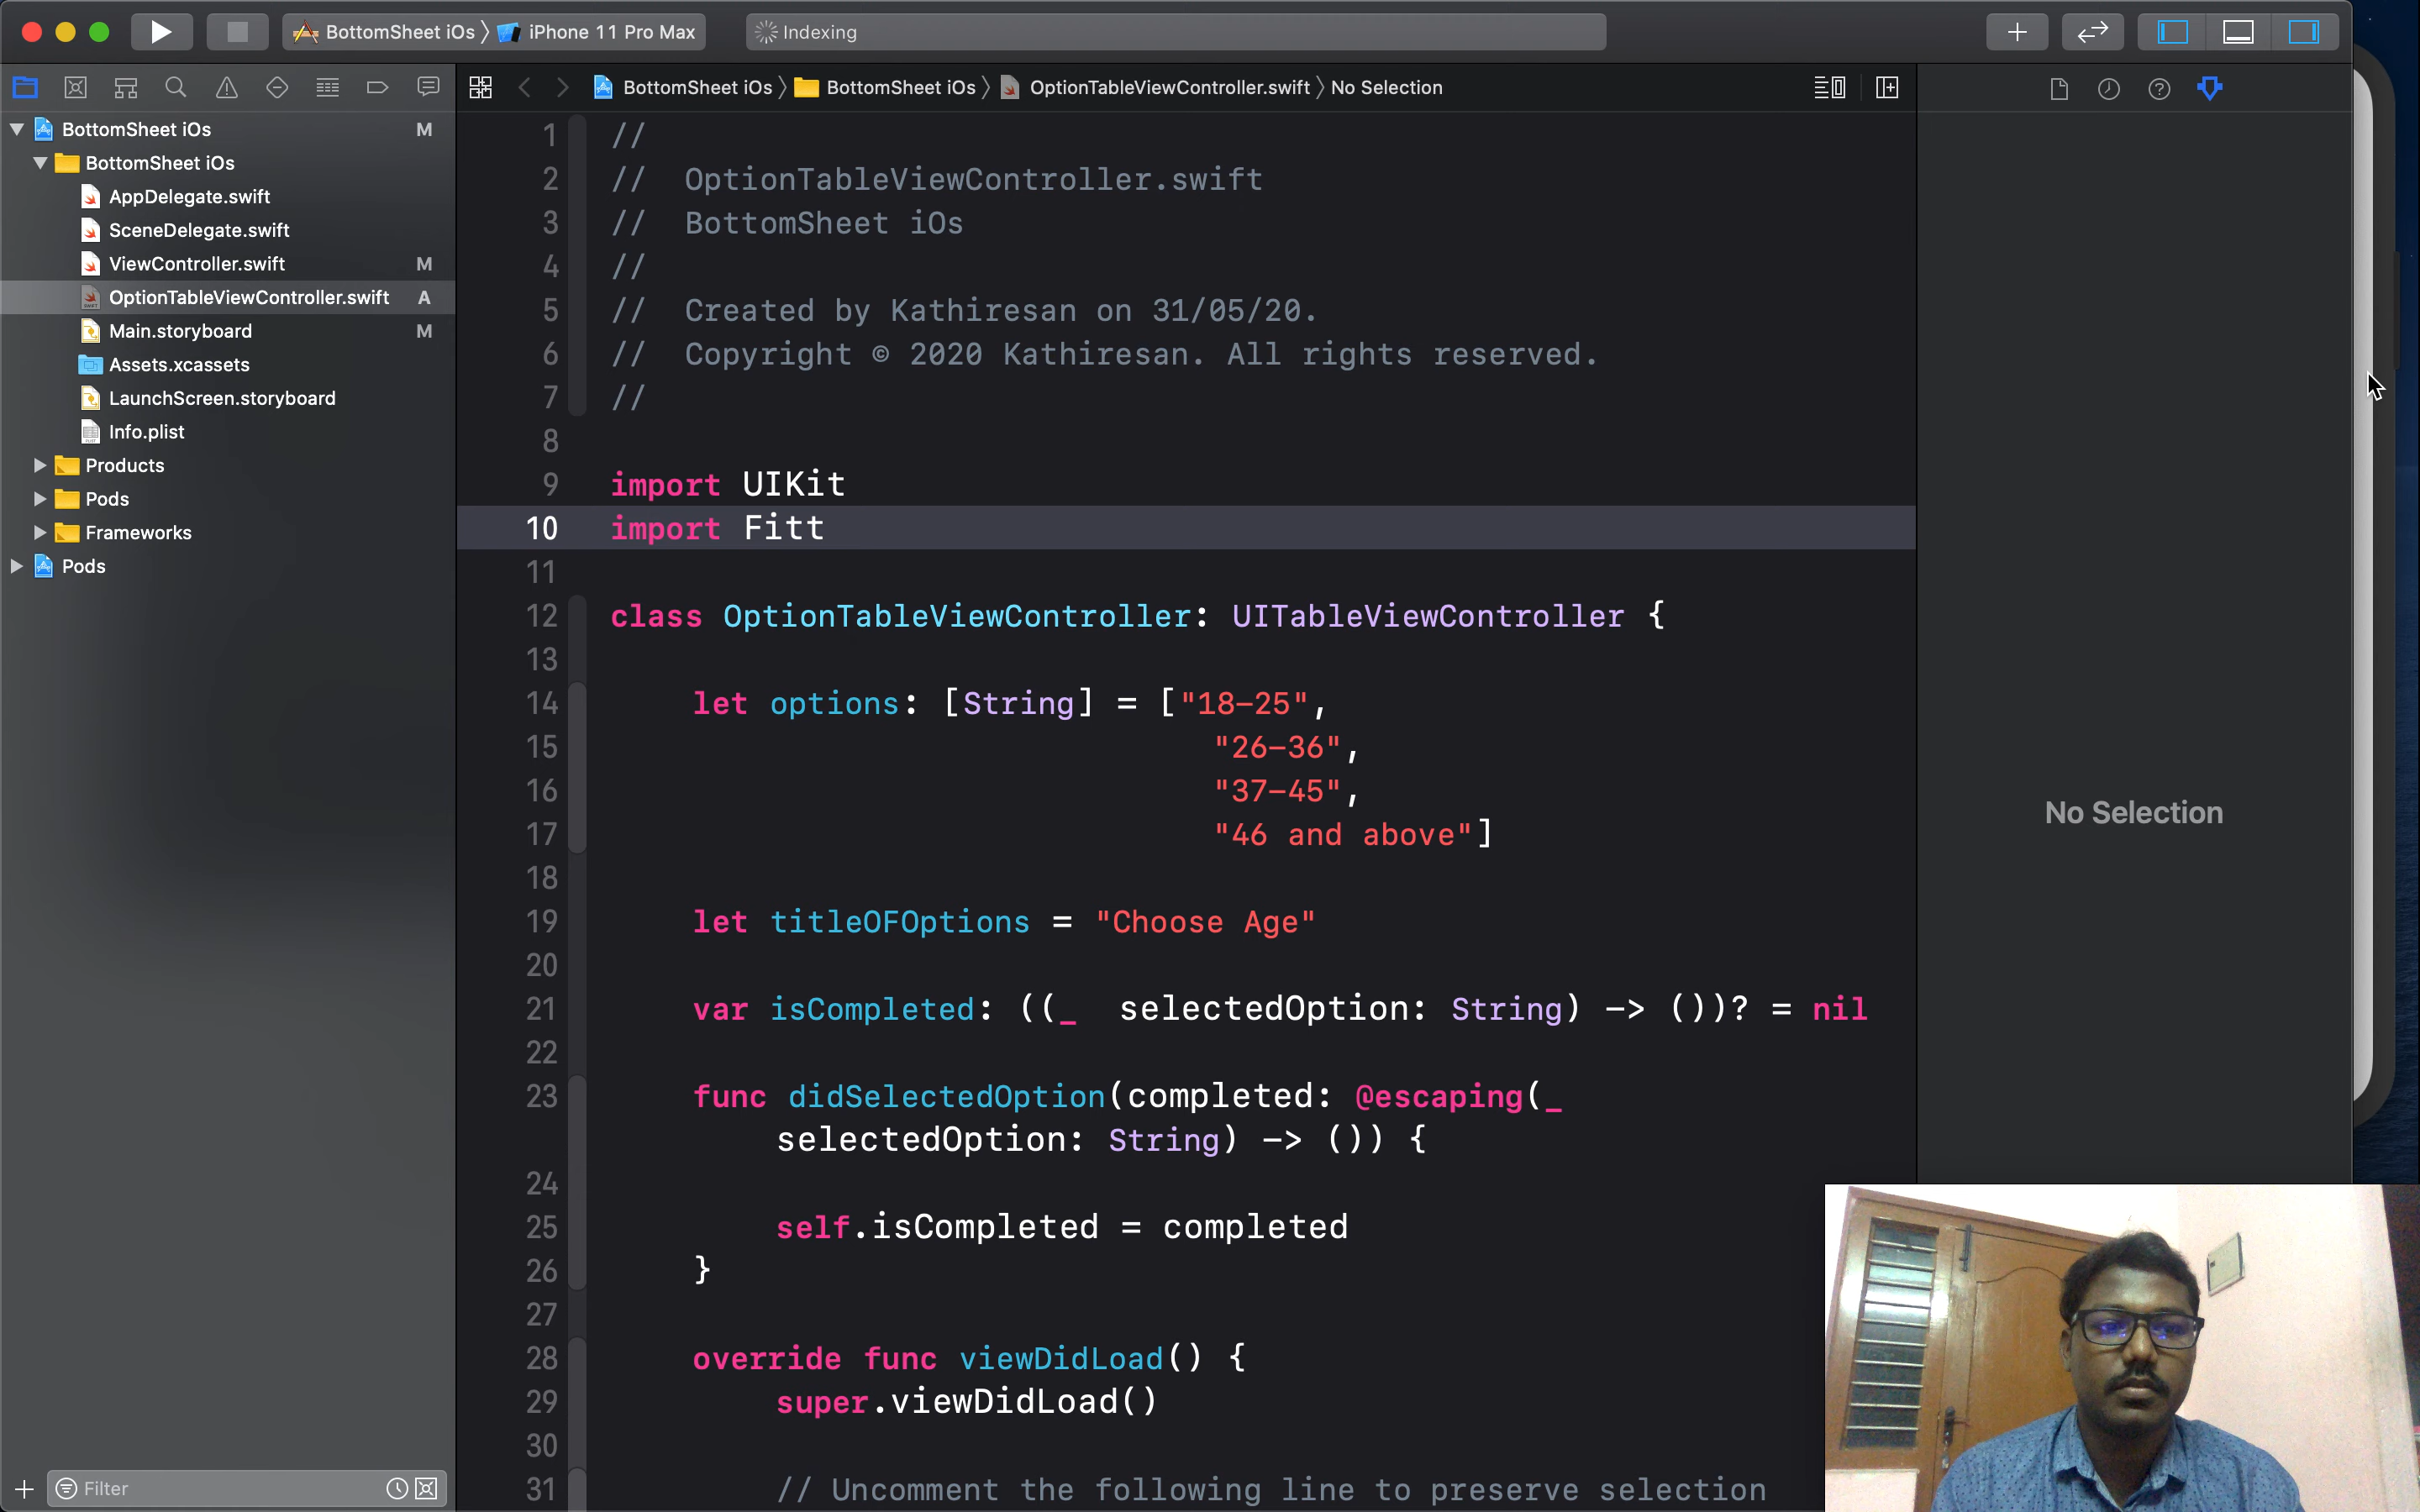 BottomSheet iOs 〉 iPhone 11 Pro Max
Indexing
BottomSheet iOs 〉 BottomSheet iOs 〉 OptionTableViewController.swift 〉 No Selection
BottomSheet iOs M
BottomSheet iOs
AppDelegate.swift
SceneDelegate.swift
ViewController.swift M
OptionTableViewController.swift A
Main.storyboard M
Assets.xcassets
LaunchScreen.storyboard
Info.plist
Products
Pods
Frameworks
Pods
Filter
1 //
2 //  OptionTableViewController.swift
3 //  BottomSheet iOs
4 //
5 //  Created by Kathiresan on 31/05/20.
6 //  Copyright © 2020 Kathiresan. All rights reserved.
7 //
8
9 import UIKit
10 import Fitt
11
12 class OptionTableViewController: UITableViewController {
13
14 let options: [String] = ["18-25",
15 "26-36",
16 "37-45",
17 "46 and above"]
18
19 let titleOFOptions = "Choose Age"
20
21 var isCompleted: ((_  selectedOption: String) -> ())? = nil
22
23 func didSelectedOption(completed: @escaping(_
selectedOption: String) -> ()) {
24
25 self.isCompleted = completed
26 }
27
28 override func viewDidLoad() {
29 super.viewDidLoad()
30
31 // Uncomment the following line to preserve selection
No Selection